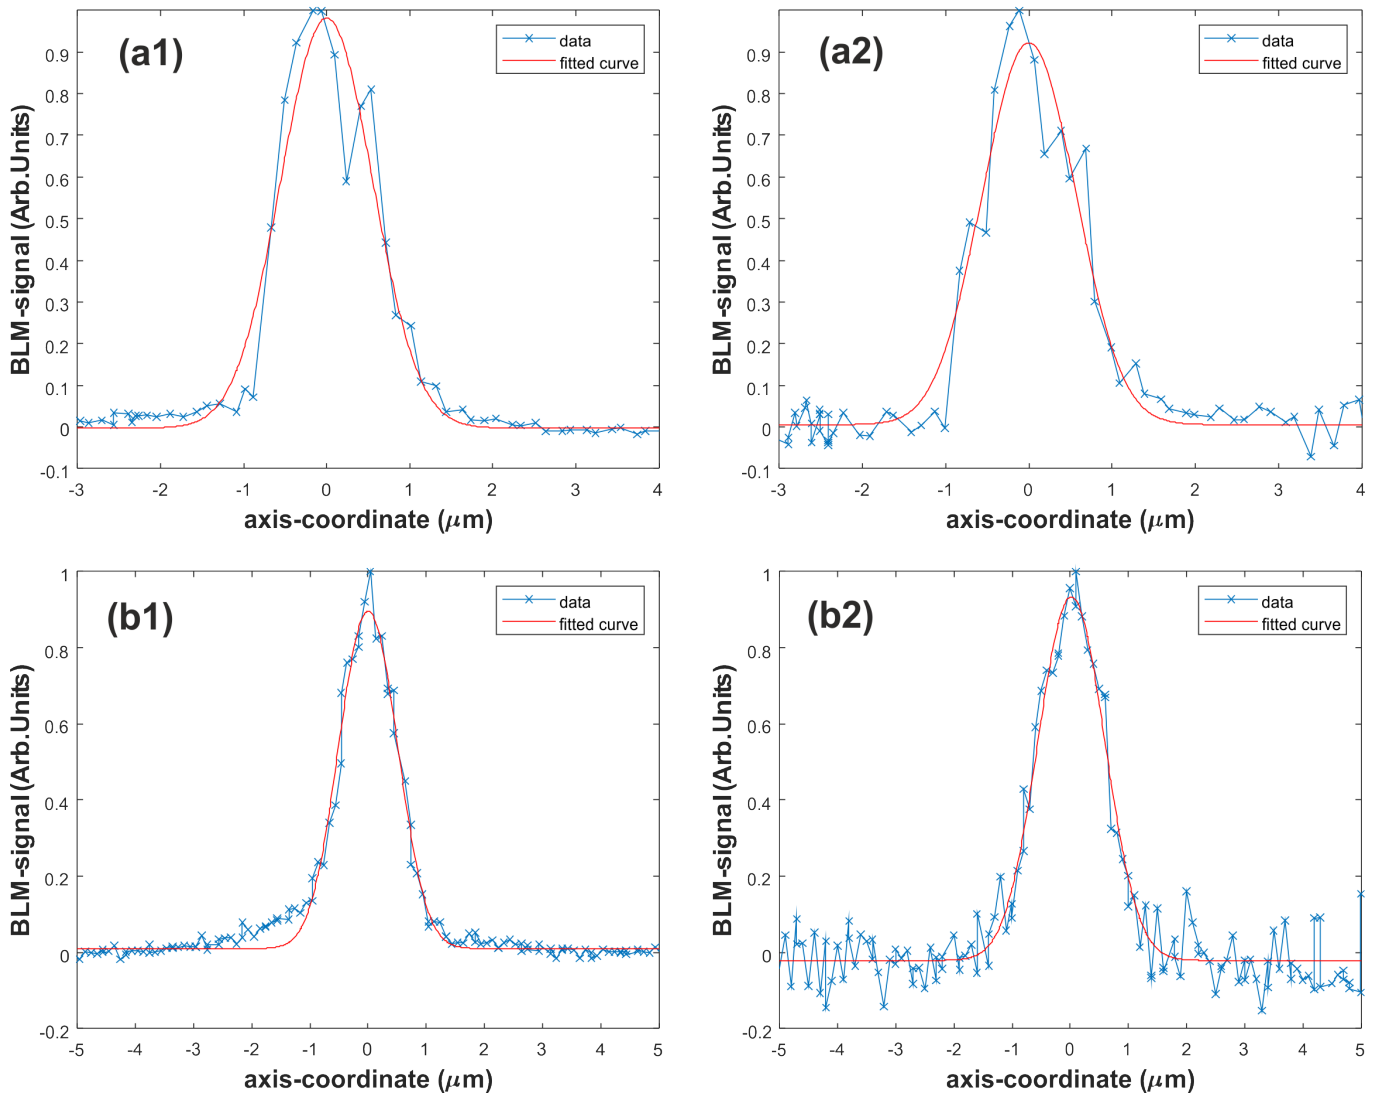 (a1)
data
fitted curve
BLM-signal (Arb.Units)
0.9
0.8
0.7
0.6
0.5
0.4
0.3
0.2
0.1
0
-0.1
-3 -2 -1 0 1 2 3 4
axis-coordinate (μm)
(a2)
data
fitted curve
BLM-signal (Arb.Units)
0.9
0.8
0.7
0.6
0.5
0.4
0.3
0.2
0.1
0
-0.1
-3 -2 -1 0 1 2 3 4
axis-coordinate (μm)
(b1)
data
fitted curve
BLM-signal (Arb.Units)
1
0.8
0.6
0.4
0.2
0
-0.2
-5 -4 -3 -2 -1 0 1 2 3 4 5
axis-coordinate (μm)
(b2)
data
fitted curve
BLM-signal (Arb.Units)
1
0.8
0.6
0.4
0.2
0
-0.2
-5 -4 -3 -2 -1 0 1 2 3 4 5
axis-coordinate (μm)